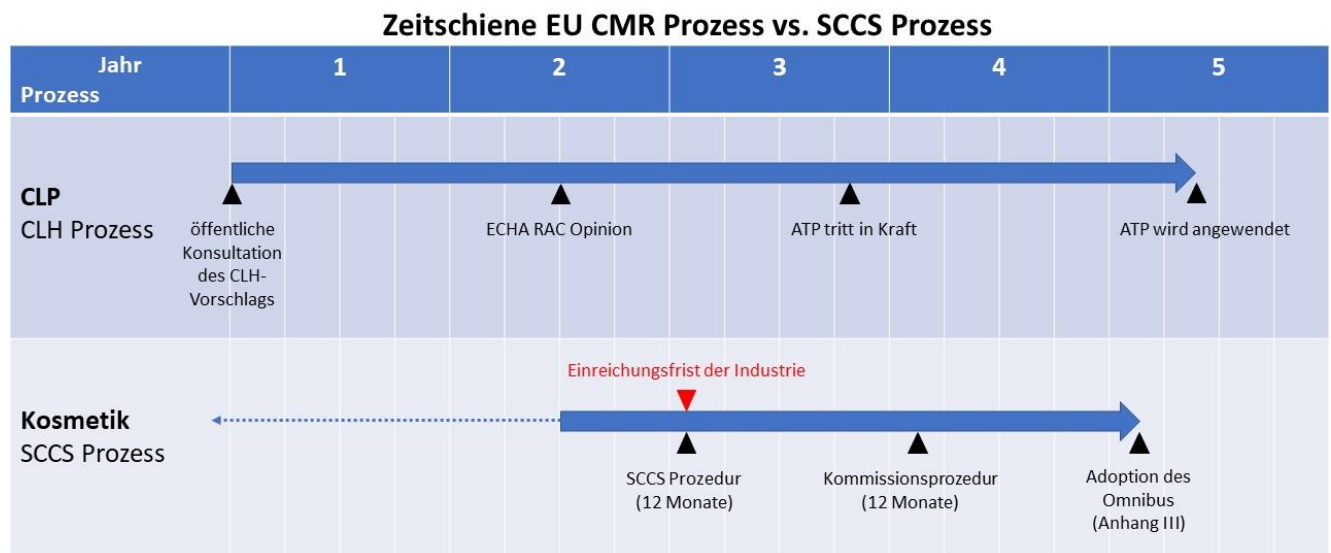 Zeitschiene EU CMR Prozess vs. SCCS Prozess
Jahr
Prozess
1
2
3
4
5
CLP
CLH Prozess
öffentliche
Konsultation
des CLH-
Vorschlags
ECHA RAC Opinion
ATP tritt in Kraft
ATP wird angewendet
Kosmetik
SCCS Prozess
Einreichungsfrist der Industrie
SCCS Prozedur
(12 Monate)
Kommissionsprozedur
(12 Monate)
Adoption des
Omnibus
(Anhang III)